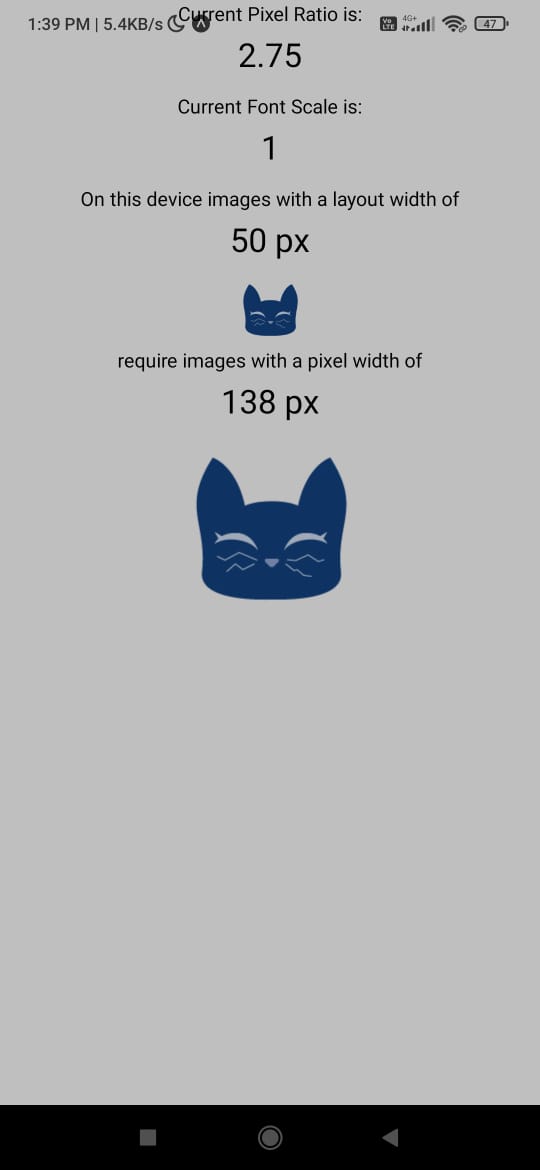 Current Pixel Ratio is:
1:39 PM | 5.4KB/s
Vo LTE
4G+
47
2.75
Current Font Scale is:
1
On this device images with a layout width of
50 px
require images with a pixel width of
138 px